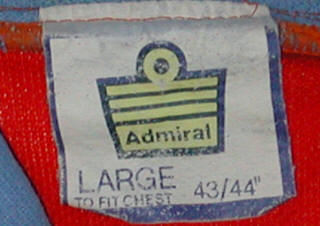 Admiral
LARGE
TO FIT CHEST 43/44"